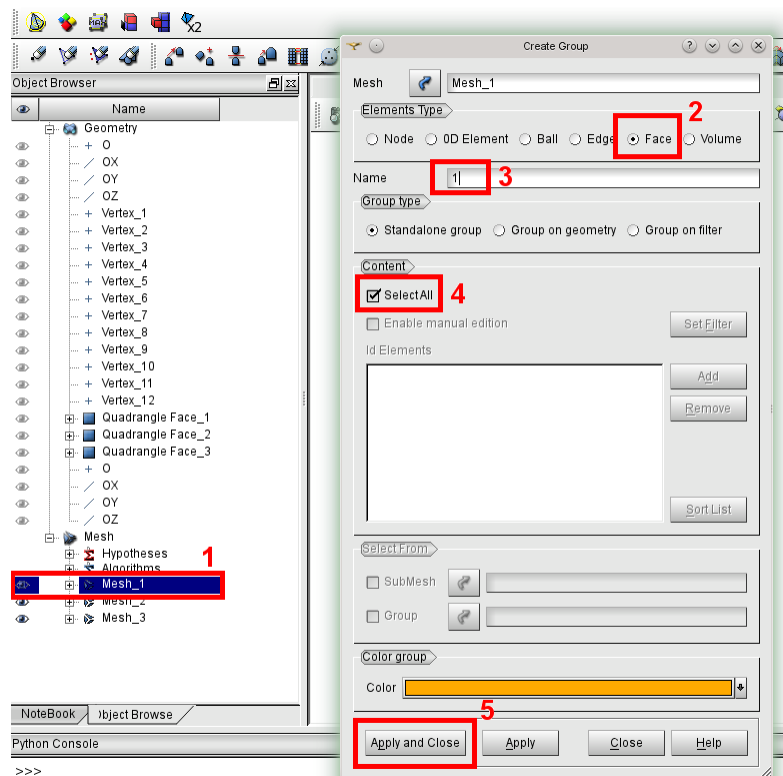 MAX
x2
Create Group
Object Browser
Name
Geometry
O
OX
OY
OZ
Vertex_1
Vertex_2
Vertex_3
Vertex_4
Vertex_5
Vertex_6
Vertex_7
Vertex_8
Vertex_9
Vertex_10
Vertex_11
Vertex_12
Quadrangle Face_1
Quadrangle Face_2
Quadrangle Face_3
O
OX
OY
OZ
Mesh
Hypotheses
Algorithms
1
Mesh_1
Mesh_2
Mesh_3
NoteBook
Object Browse
Python Console
>>>
Mesh
Mesh_1
Elements Type
2
Node
0D Element
Ball
Edge
Face
Volume
Name
1
3
Group type
Standalone group
Group on geometry
Group on filter
Content
Select All
4
Enable manual edition
Set Filter
Id Elements
Add
Remove
Sort List
Select From
SubMesh
Group
Color group
Color
5
Apply and Close
Apply
Close
Help